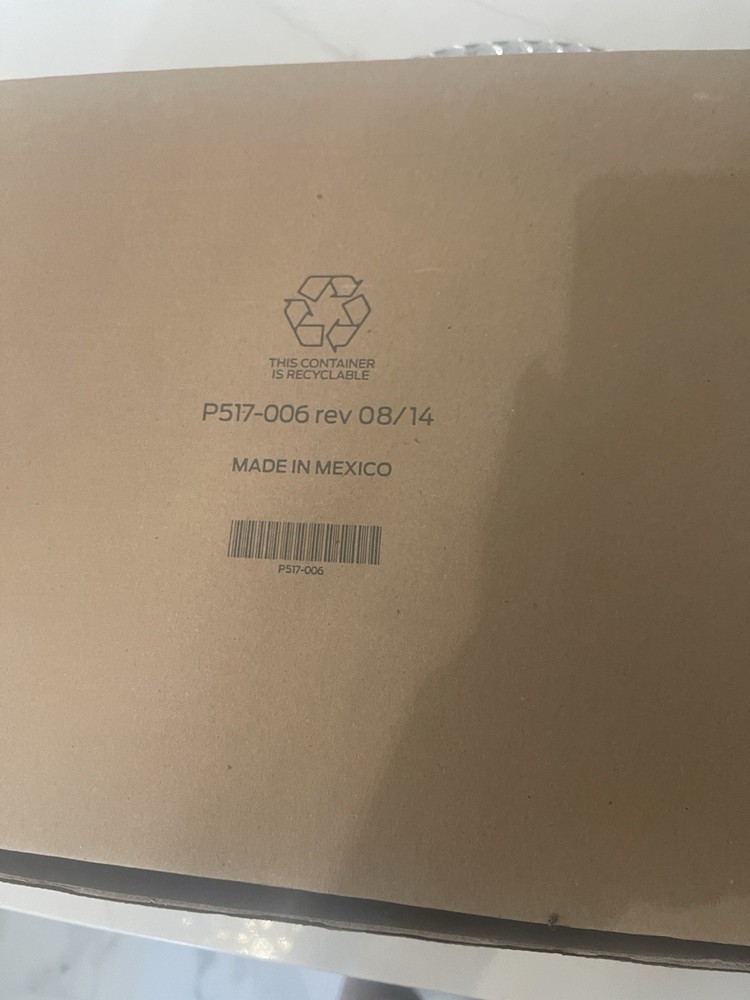 THIS CONTAINER
IS RECYCLABLE
P517-006 rev 08/14
MADE IN MEXICO
P517-006